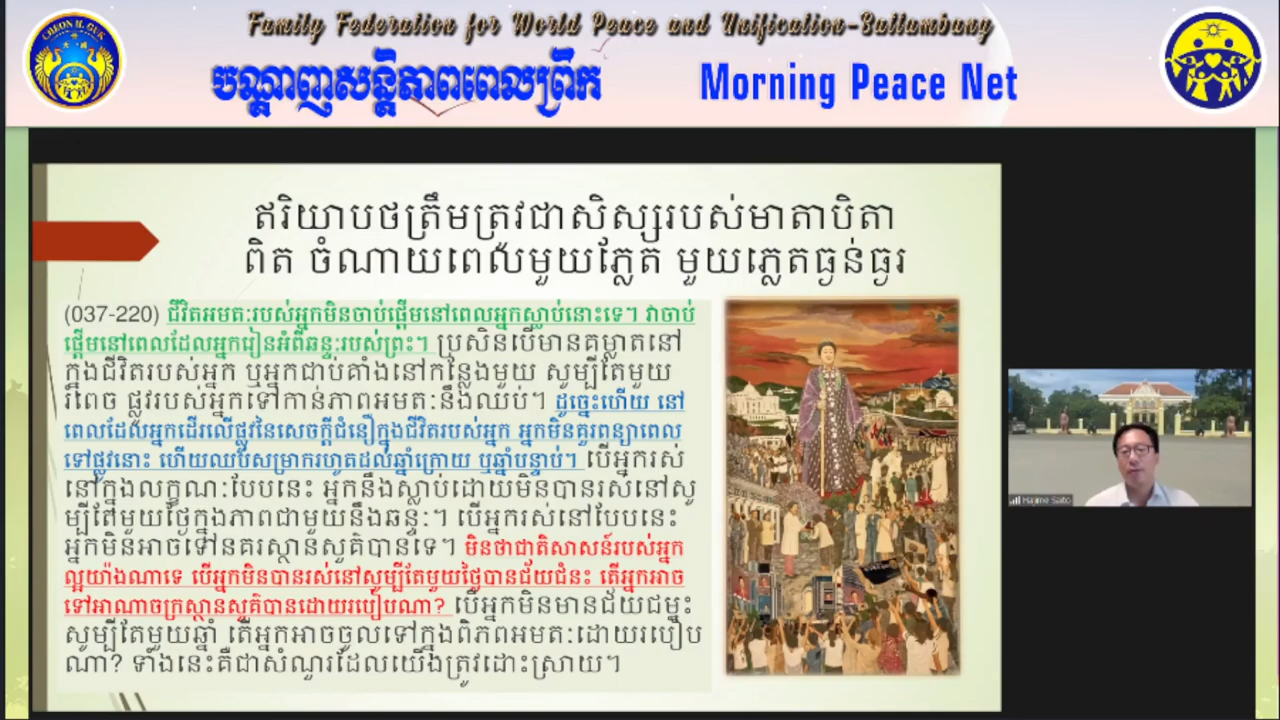 Family Federation for World Peace and Unification-Battambang
CHEON IL GUK
បណ្ណាញសន្តិភាពពេលព្រឹក
Morning Peace Net
ឥរិយាបថត្រឹមត្រូវជាសិស្សរបស់មាតាបិតា
ពិត ចំណាយពេលមួយភ្លែត មួយភ្លេតធ្ងន់ធ្ងរ
(037-220) ជីវិតអមតៈរបស់អ្នកមិនចាប់ផ្តើមនៅពេលអ្នកស្លាប់នោះទេ។ វាចាប់
ផ្តើមនៅពេលដែលអ្នករៀនអំពីឆន្ទៈរបស់ព្រះ។ ប្រសិនបើមានគម្លាតនៅ
ក្នុងជីវិតរបស់អ្នក ឬអ្នកជាប់គាំងនៅកន្លែងមួយ សូម្បីតែមួយ
រំពេច ផ្លូវរបស់អ្នកទៅកាន់ភាពអមតៈនឹងឈប់។ ដូច្នេះហើយ នៅ
ពេលដែលអ្នកដើរលើផ្លូវនៃសេចក្តីជំនឿក្នុងជីវិតរបស់អ្នក អ្នកមិនគួរពន្យាពេល
ទៅផ្លូវនោះ ហើយឈប់សម្រាករហូតដល់ឆ្នាំក្រោយ ឬឆ្នាំបន្ទាប់។ បើអ្នករស់
នៅក្នុងលក្ខណៈបែបនេះ អ្នកនឹងស្លាប់ដោយមិនបានរស់នៅសូ
ម្បីតែមួយថ្ងៃក្នុងភាពជាមួយនឹងឆន្ទៈ។ បើអ្នករស់នៅបែបនេះ
អ្នកមិនអាចទៅនគរស្ថានសួគ៌បានទេ។ មិនថាជាតិសាសន៍របស់អ្នក
ល្អយ៉ាងណាទេ បើអ្នកមិនបានរស់នៅសូម្បីតែមួយថ្ងៃបានជ័យជំនះ តើអ្នកអាច
ទៅអាណាចក្រស្ថានសួគ៌បានដោយរបៀបណា? បើអ្នកមិនមានជ័យជម្នះ
សូម្បីតែមួយឆ្នាំ តើអ្នកអាចចូលទៅក្នុងពិភពអមតៈដោយរបៀប
ណា? ទាំងនេះគឺជាសំណួរដែលយើងត្រូវដោះស្រាយ។
Hajime Saito